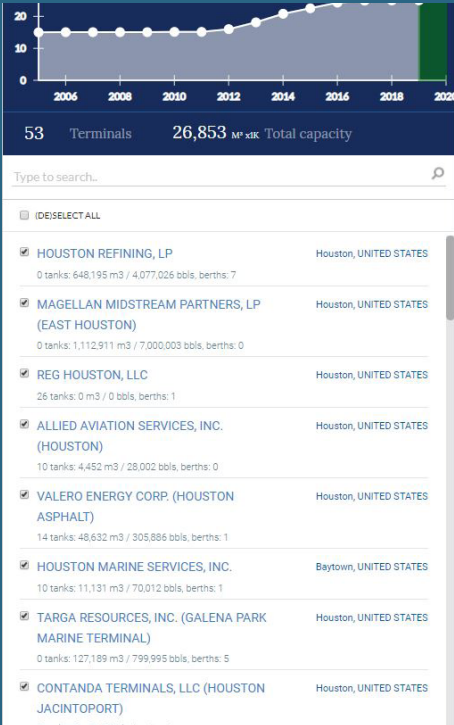 20
10
0
2006 2008 2010 2012 2014 2016 2018 2020
53 Terminals 26,853 M³ x1K Total capacity
Type to search..
(DE)SELECT ALL
HOUSTON REFINING, LP Houston, UNITED STATES
0 tanks: 648,195 m3 / 4,077,026 bbls, berths: 7
MAGELLAN MIDSTREAM PARTNERS, LP Houston, UNITED STATES
(EAST HOUSTON)
0 tanks: 1,112,911 m3 / 7,000,003 bbls, berths: 0
REG HOUSTON, LLC Houston, UNITED STATES
26 tanks: 0 m3 / 0 bbls, berths: 1
ALLIED AVIATION SERVICES, INC. Houston, UNITED STATES
(HOUSTON)
10 tanks: 4,452 m3 / 28,002 bbls, berths: 0
VALERO ENERGY CORP. (HOUSTON Houston, UNITED STATES
ASPHALT)
14 tanks: 48,632 m3 / 305,886 bbls, berths: 1
HOUSTON MARINE SERVICES, INC. Baytown, UNITED STATES
10 tanks: 11,131 m3 / 70,012 bbls, berths: 1
TARGA RESOURCES, INC. (GALENA PARK Houston, UNITED STATES
MARINE TERMINAL)
0 tanks: 127,189 m3 / 799,995 bbls, berths: 5
CONTANDA TERMINALS, LLC (HOUSTON Houston, UNITED STATES
JACINTOPORT)